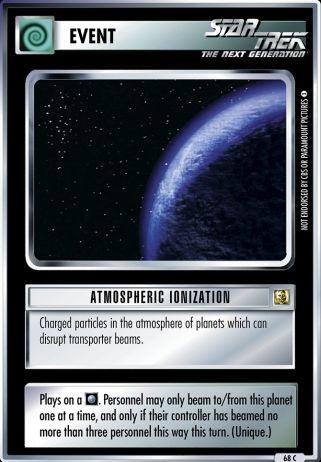 EVENT
STAR TREK
THE NEXT GENERATION
NOT ENDORSED BY CBS OR PARAMOUNT PICTURES
ATMOSPHERIC IONIZATION
Charged particles in the atmosphere of planets which can
disrupt transporter beams.
Plays on a . Personnel may only beam to/from this planet
one at a time, and only if their controller has beamed no
more than three personnel this way this turn. (Unique.)
68 C